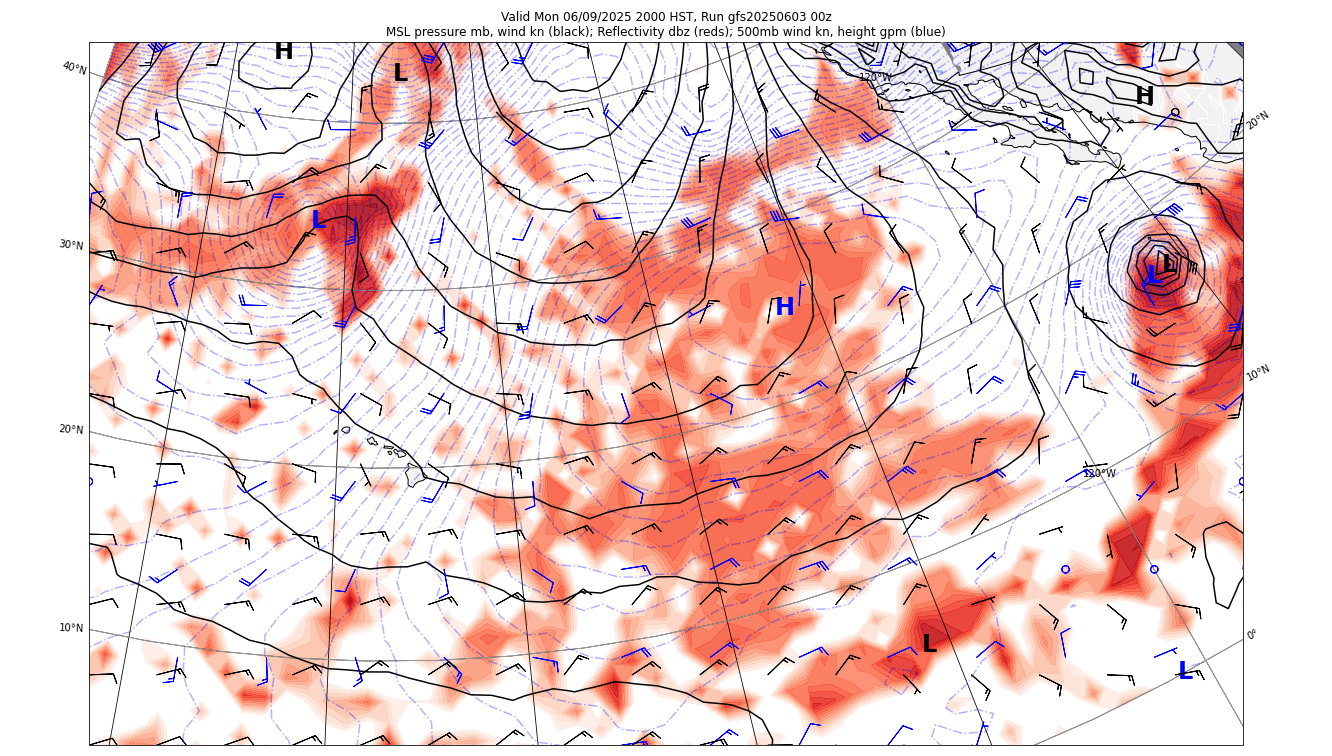 Valid Mon 06/09/2025 2000 HST, Run gfs20250603 00z
MSL pressure mb, wind kn (black); Reflectivity dbz (reds); 500mb wind kn, height gpm (blue)
H
L
40°N
120°W
H
20°N
L
30°N
L
L
H
10°N
20°N
120°W
10°N
0°
L
L